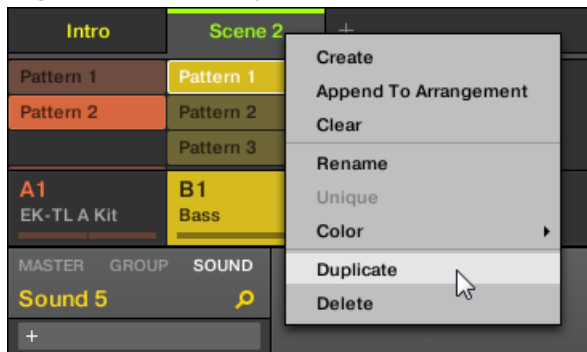 Intro
Scene 2
+
Pattern 1
Pattern 1
Pattern 2
Pattern 2
Pattern 3
A1
EK-TL A Kit
B1
Bass
MASTER GROUP SOUND
Sound 5
+
Create
Append To Arrangement
Clear
Rename
Unique
Color
Duplicate
Delete